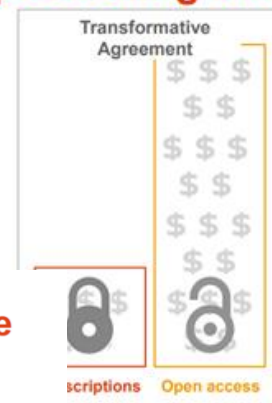 Transformative
Agreement
$ $ $
$ $
$ $ $
$ $
$ $ $
$ $
$ $ $ $
e
scriptions Open access